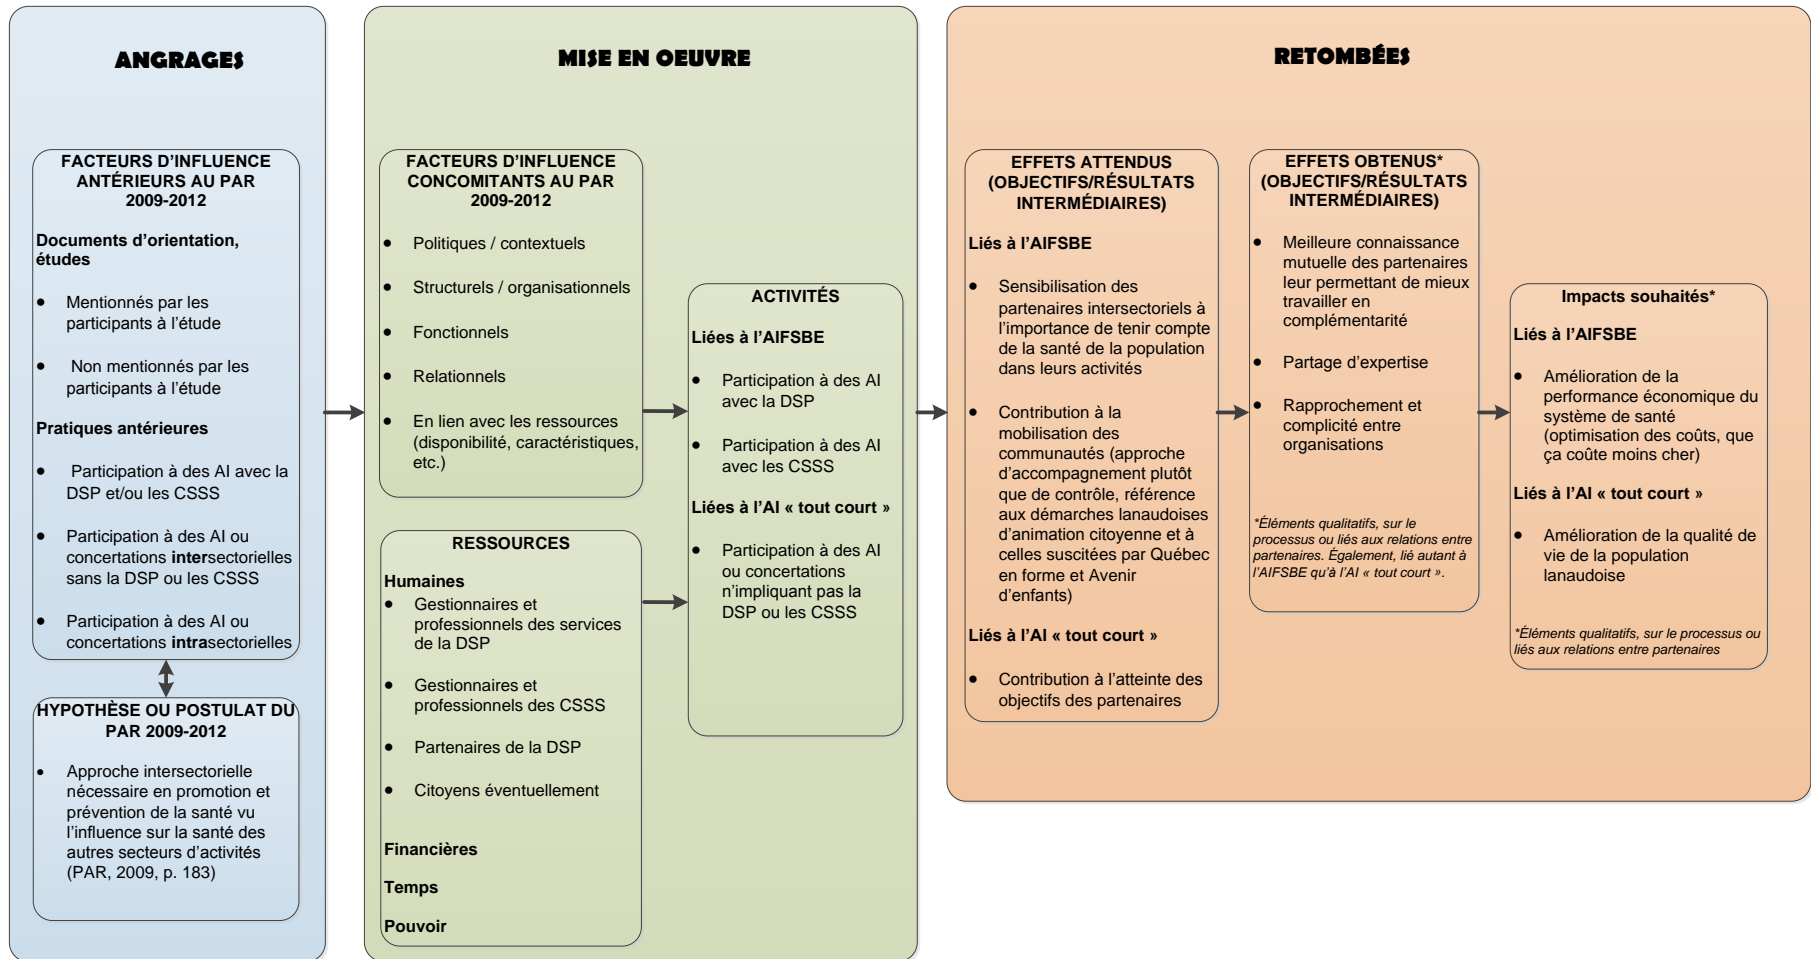 ANGRAGES
FACTEURS D'INFLUENCE
ANTÉRIEURS AU PAR
2009-2012
Documents d'orientation,
études
• Mentionnés par les
participants à l'étude
• Non mentionnés par les
participants à l'étude
Pratiques antérieures
• Participation à des AI avec la
DSP et/ou les CSSS
• Participation à des AI ou
concertations intersectorielles
sans la DSP ou les CSSS
• Participation à des AI ou
concertations intrasectorielles
HYPOTHÈSE OU POSTULAT DU
PAR 2009-2012
• Approche intersectorielle
nécessaire en promotion et
prévention de la santé vu
l'influence sur la santé des
autres secteurs d'activités
(PAR, 2009, p. 183)
MISE EN OEUVRE
FACTEURS D'INFLUENCE
CONCOMITANTS AU PAR
2009-2012
• Politiques / contextuels
• Structurels / organisationnels
• Fonctionnels
• Relationnels
• En lien avec les ressources
(disponibilité, caractéristiques,
etc.)
RESSOURCES
Humaines
• Gestionnaires et
professionnels des services
de la DSP
• Gestionnaires et
professionnels des CSSS
• Partenaires de la DSP
• Citoyens éventuellement
Financières
Temps
Pouvoir
ACTIVITÉS
Liées à l'AIFSBE
• Participation à des AI
avec la DSP
• Participation à des AI
avec les CSSS
Liées à l'AI « tout court »
• Participation à des AI
ou concertations
n'impliquant pas la
DSP ou les CSSS
RETOMBÉES
EFFETS ATTENDUS
(OBJECTIFS/RÉSULTATS
INTERMÉDIAIRES)
Liés à l'AIFSBE
• Sensibilisation des
partenaires intersectoriels à
l'importance de tenir compte
de la santé de la population
dans leurs activités
• Contribution à la
mobilisation des
communautés (approche
d'accompagnement plutôt
que de contrôle, référence
aux démarches lanaudoises
d'animation citoyenne et à
celles suscitées par Québec
en forme et Avenir
d'enfants)
Liés à l'AI « tout court »
• Contribution à l'atteinte des
objectifs des partenaires
EFFETS OBTENUS*
(OBJECTIFS/RÉSULTATS
INTERMÉDIAIRES)
• Meilleure connaissance
mutuelle des partenaires
leur permettant de mieux
travailler en
complémentarité
• Partage d'expertise
• Rapprochement et
complicité entre
organisations
*Éléments qualitatifs, sur le
processus ou liés aux relations entre
partenaires. Également, lié autant à
l'AIFSBE qu'à l'AI « tout court ».
Impacts souhaités*
Liés à l'AIFSBE
• Amélioration de la
performance économique du
système de santé
(optimisation des coûts, que
ça coûte moins cher)
Liés à l'AI « tout court »
• Amélioration de la qualité de
vie de la population
lanaudoise
*Éléments qualitatifs, sur le processus ou
liés aux relations entre partenaires